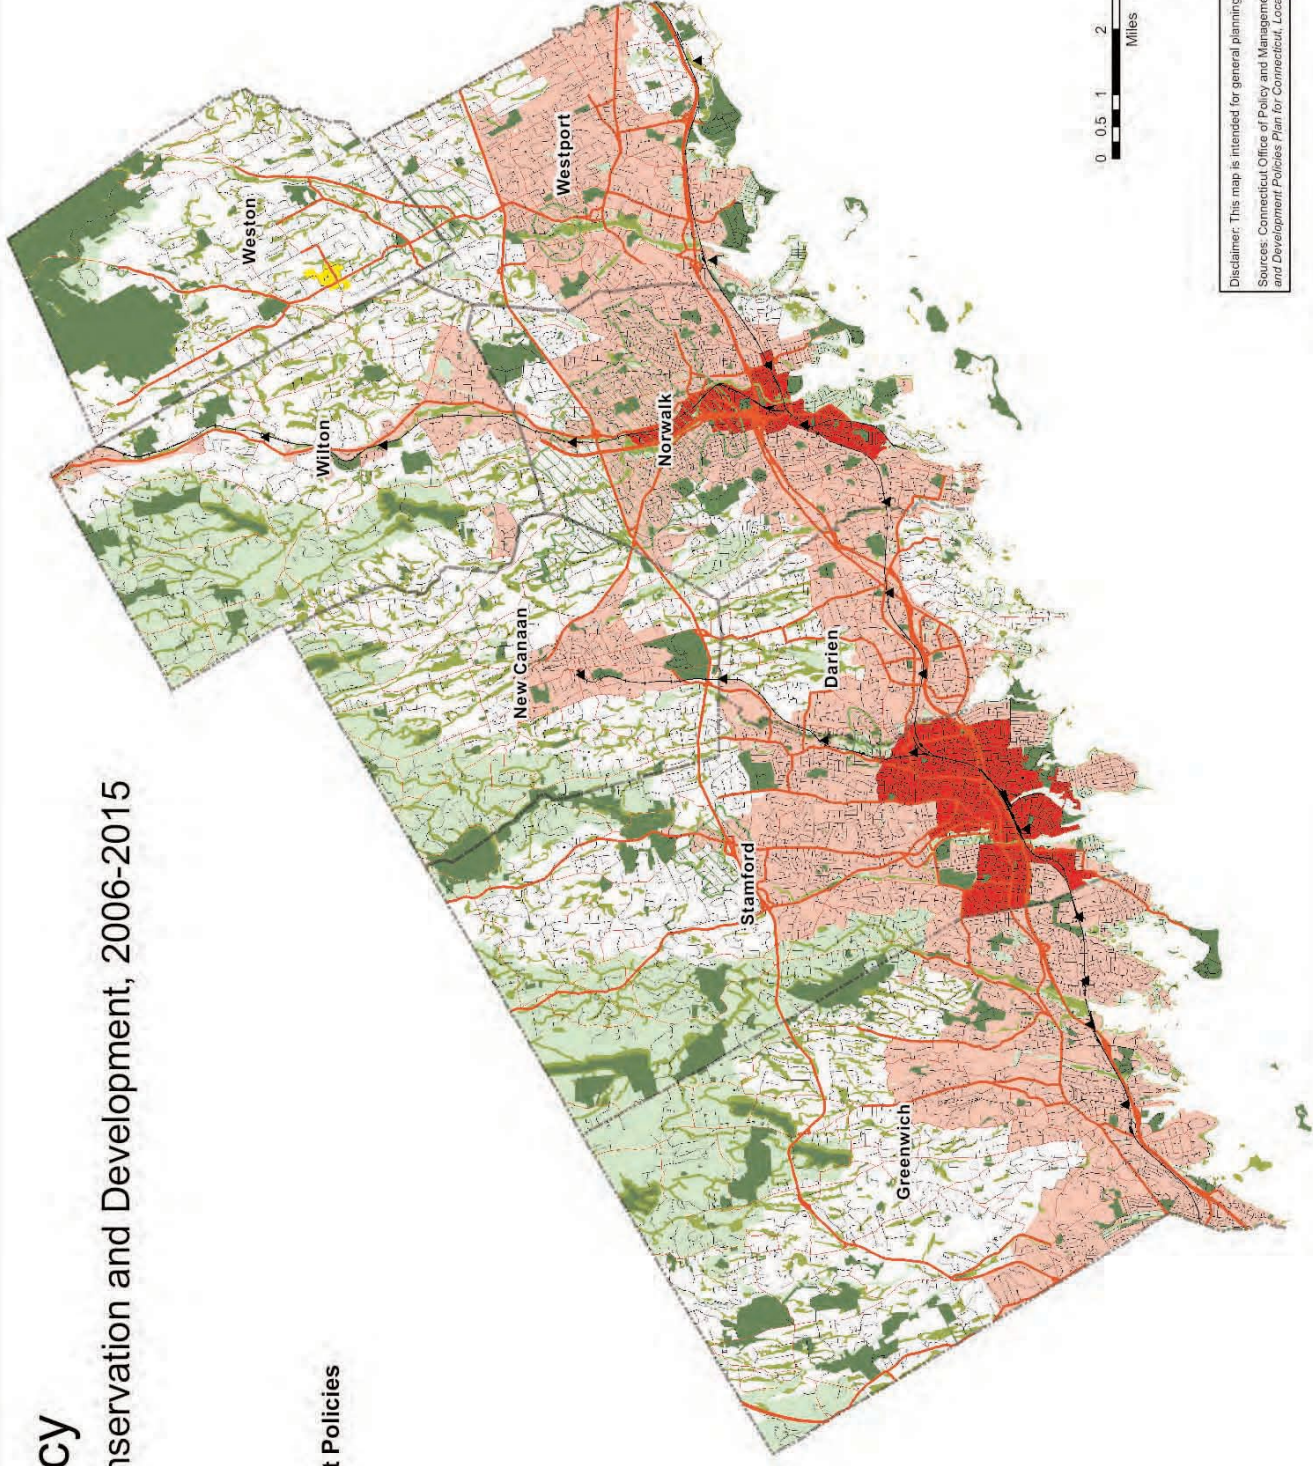 cy
nservation and Development, 2006-2015
t Policies
Weston
Wilton
Westport
Norwalk
New Canaan
Darien
Stamford
Greenwich
0 0.5 1 2
Miles
Disclaimer: This map is intended for general planning
Sources: Connecticut Office of Policy and Manageme
and Development Policies Plan for Connecticut, Loca